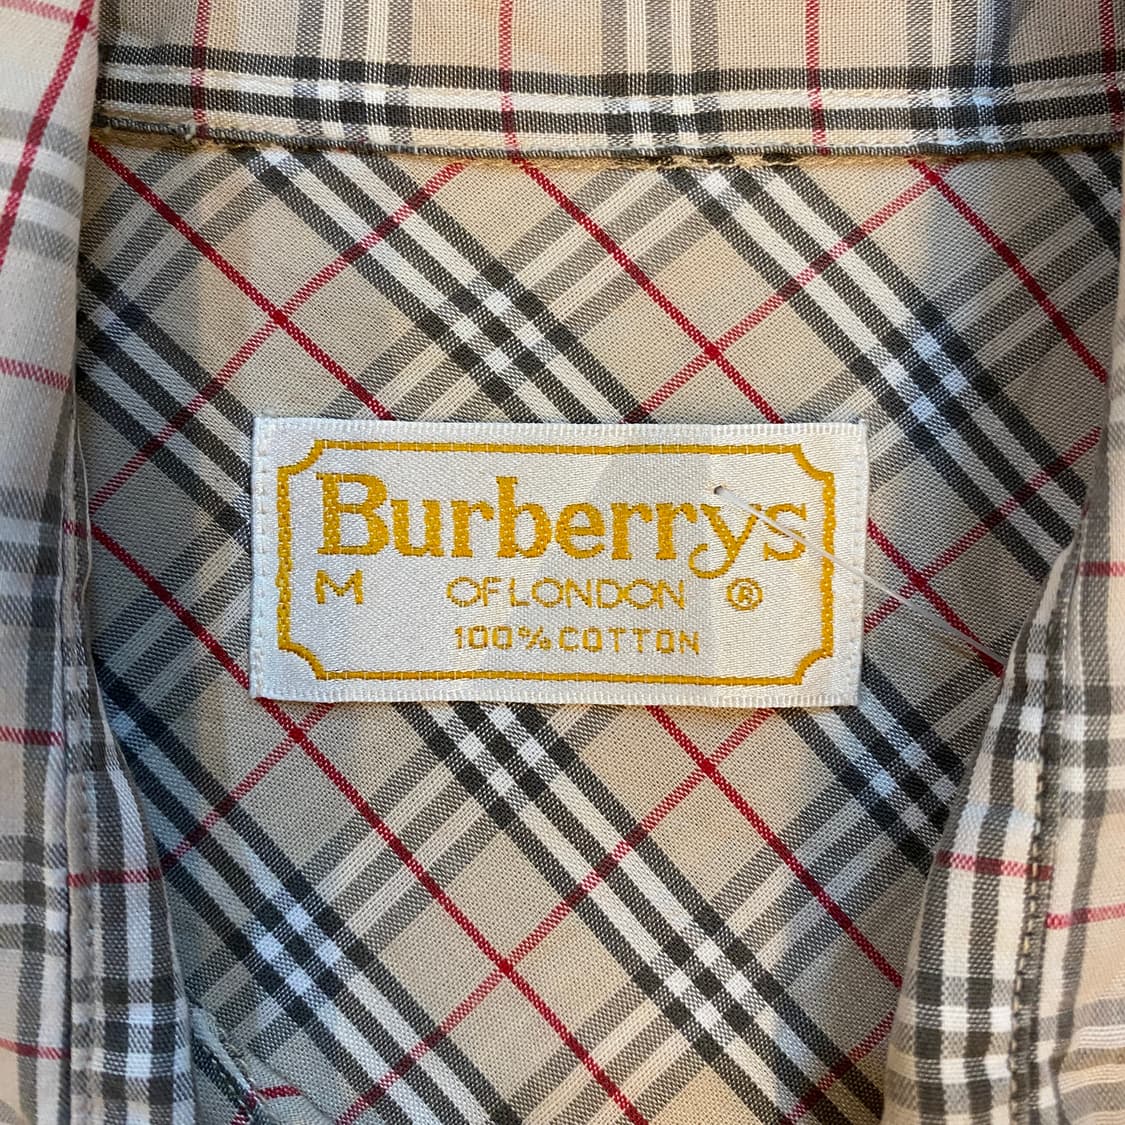 Burberrys
M OF LONDON ®
100% COTTON